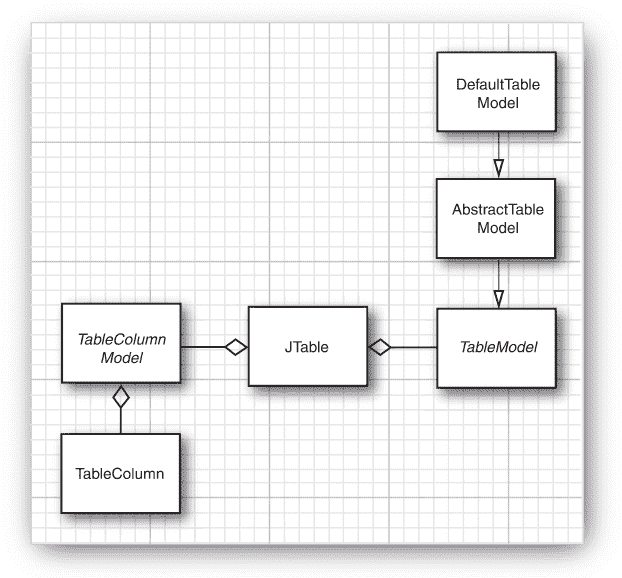 DefaultTable
Model
AbstractTable
Model
TableColumn
Model
JTable
TableModel
TableColumn